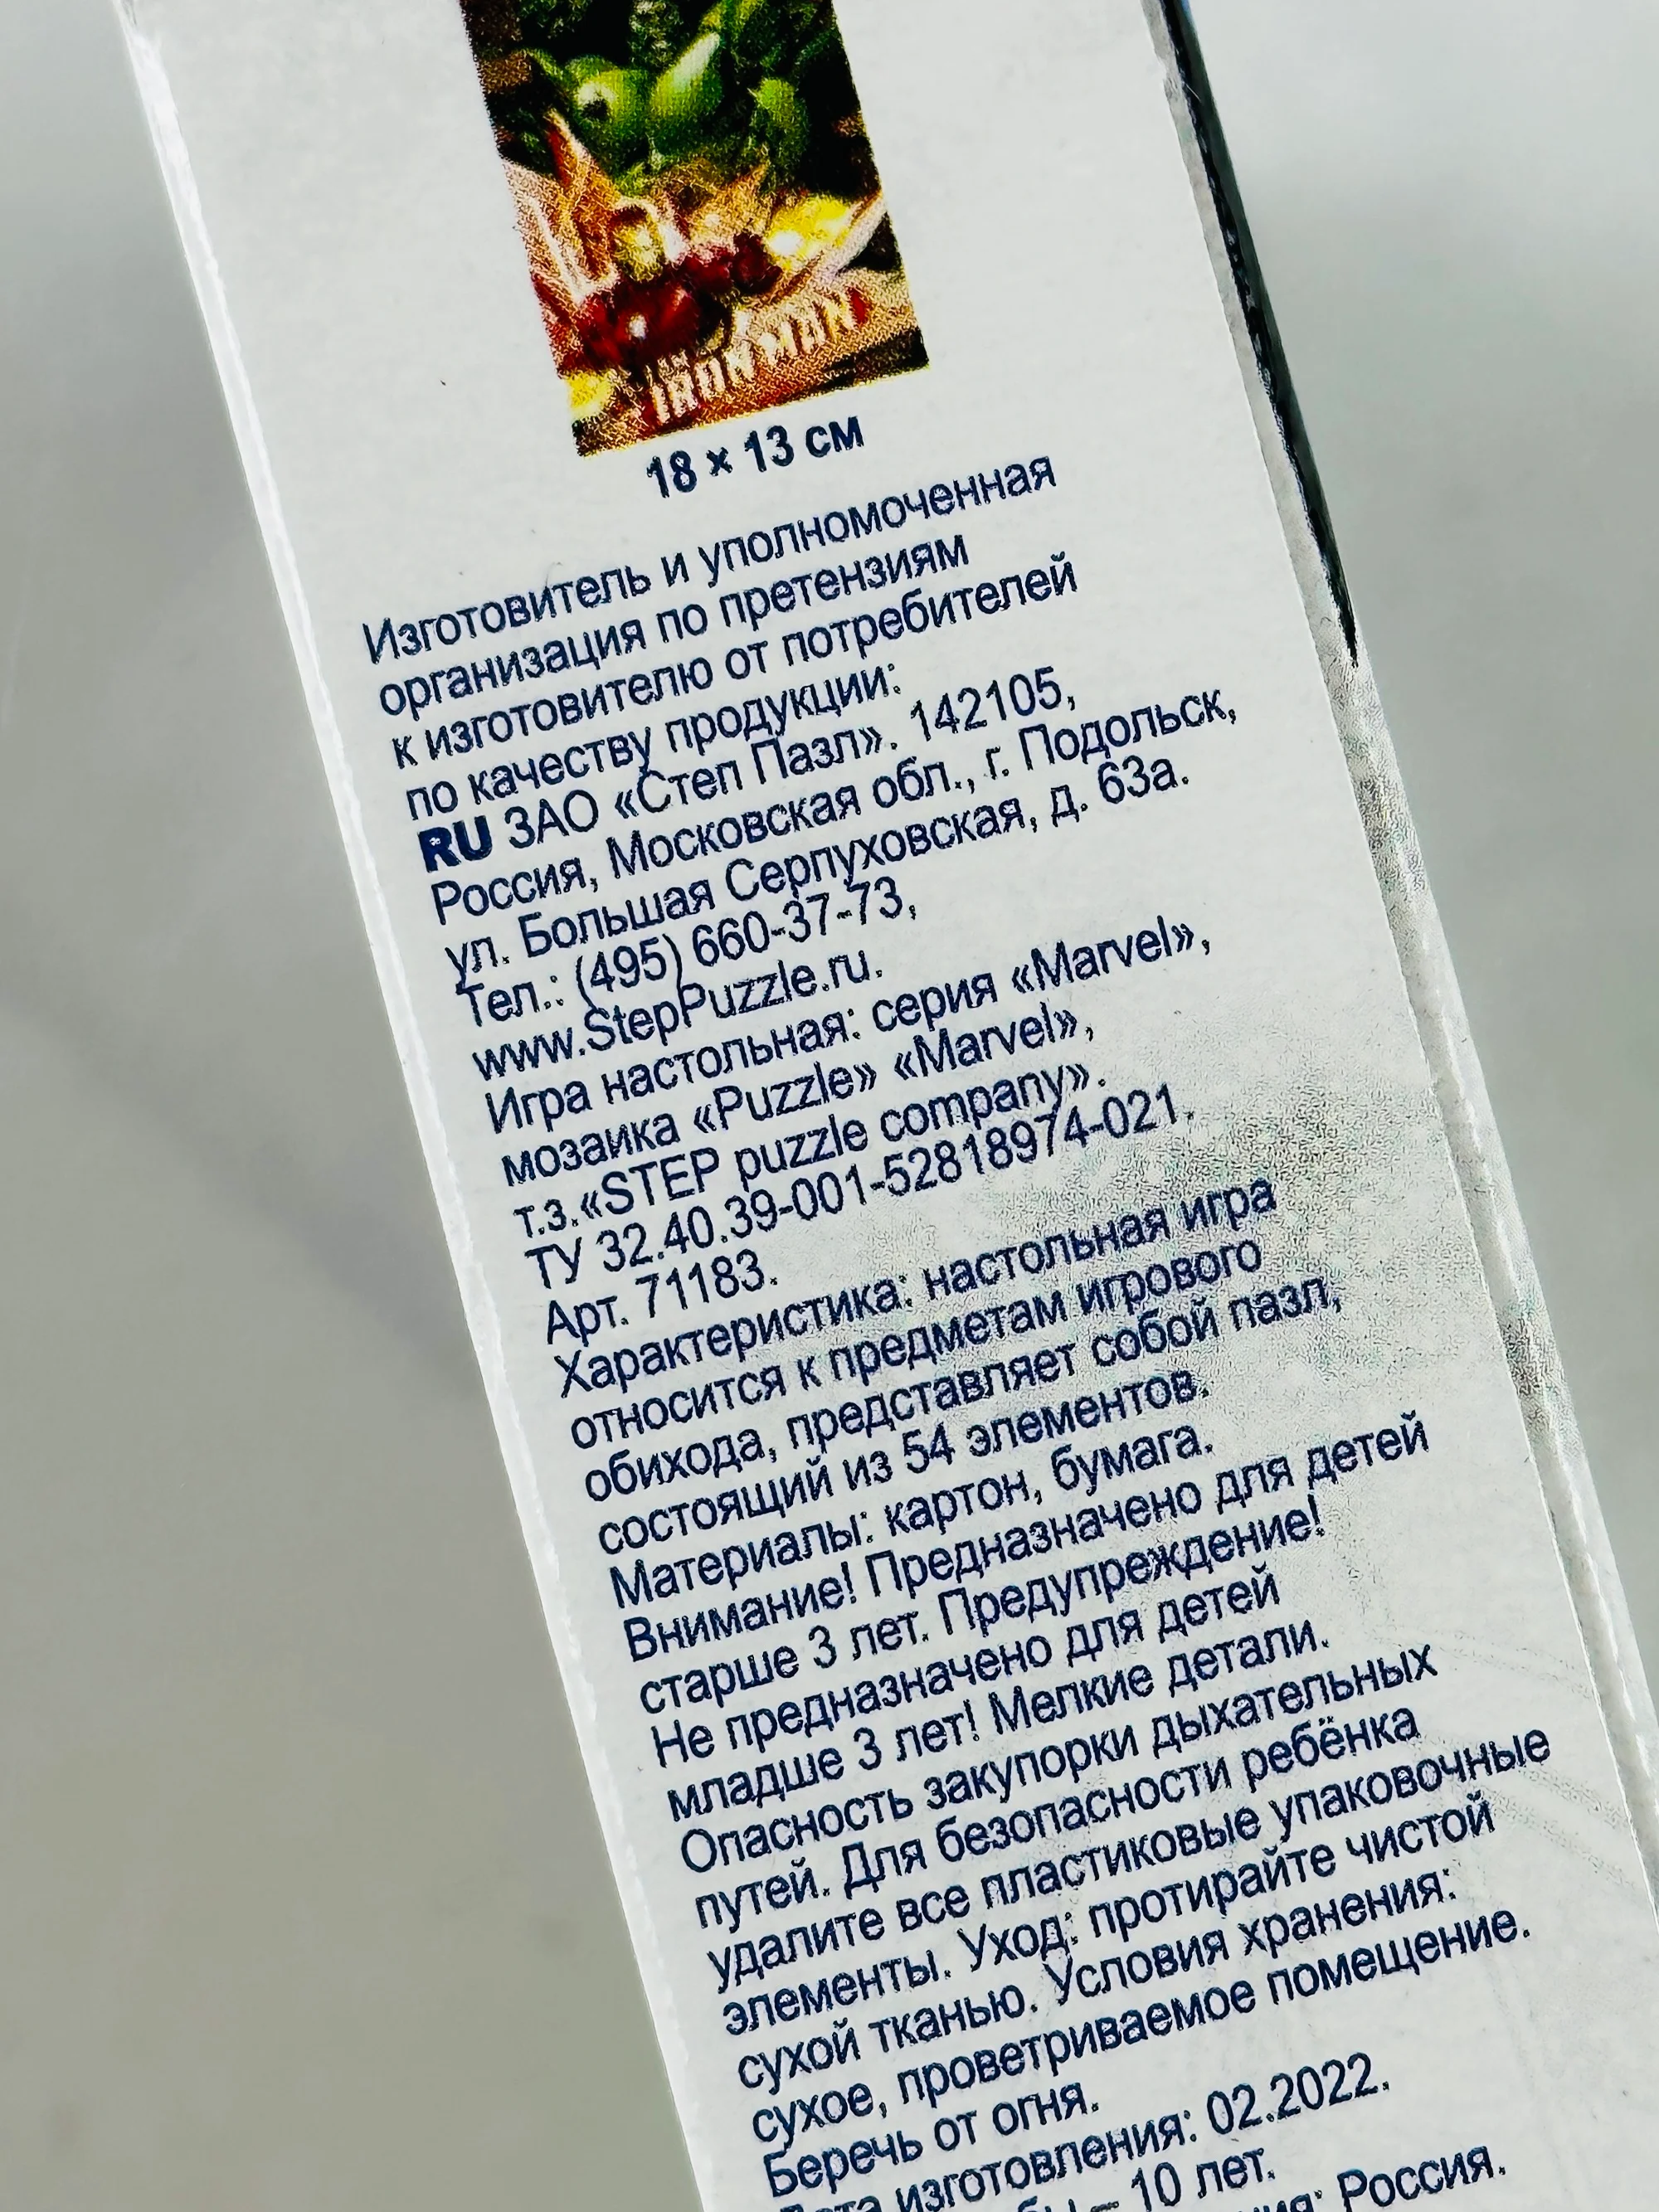 IRON MAN
18 × 13 см
Изготовитель и уполномоченная
организация по претензиям
к изготовителю от потребителей
по качеству продукции:
RU ЗАО «Степ Пазл». 142105,
Россия, Московская обл., г. Подольск,
ул. Большая Серпуховская, д. 63а.
Тел.: (495) 660-37-73,
www.StepPuzzle.ru.
Игра настольная: серия «Marvel»,
мозаика «Puzzle» «Marvel»,
т.з.«STEP puzzle company».
ТУ 32.40.39-001-52818974-021.
Арт. 71183.
Характеристика: настольная игра
относится к предметам игрового
обихода, представляет собой пазл,
состоящий из 54 элементов.
Материалы: картон, бумага.
Внимание! Предназначено для детей
старше 3 лет. Предупреждение!
Не предназначено для детей
младше 3 лет! Мелкие детали.
Опасность закупорки дыхательных
путей. Для безопасности ребёнка
удалите все пластиковые упаковочные
элементы. Уход: протирайте чистой
сухой тканью. Условия хранения:
сухое, проветриваемое помещение.
Беречь от огня.
изготовления: 02.2022.
– 10 лет.
Россия.